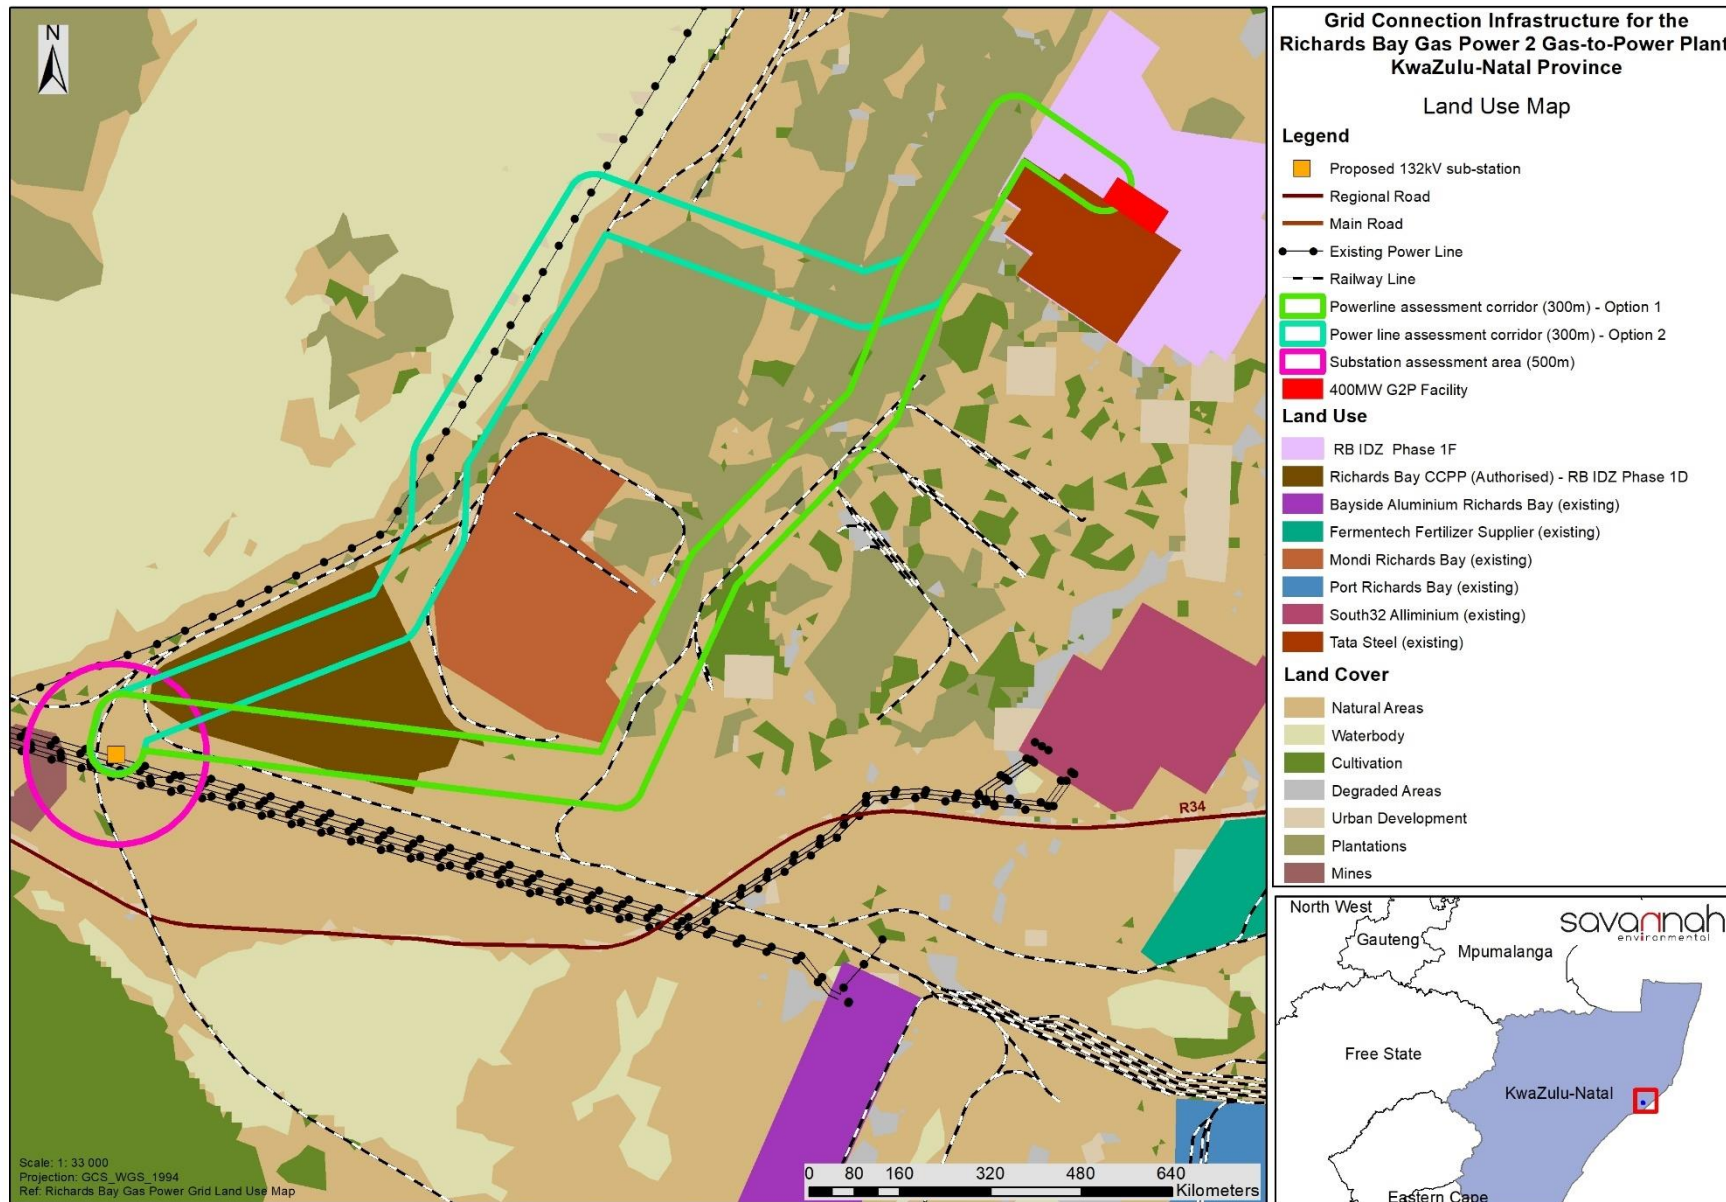 N
Grid Connection Infrastructure for the
Richards Bay Gas Power 2 Gas-to-Power Plant
KwaZulu-Natal Province
Land Use Map
Legend
Proposed 132kV sub-station
Regional Road
Main Road
Existing Power Line
Railway Line
Powerline assessment corridor (300m) - Option 1
Power line assessment corridor (300m) - Option 2
Substation assessment area (500m)
400MW G2P Facility
Land Use
RB IDZ Phase 1F
Richards Bay CCPP (Authorised) - RB IDZ Phase 1D
Bayside Aluminium Richards Bay (existing)
Fermentech Fertilizer Supplier (existing)
Mondi Richards Bay (existing)
Port Richards Bay (existing)
South32 Alliminium (existing)
Tata Steel (existing)
Land Cover
Natural Areas
Waterbody
Cultivation
Degraded Areas
Urban Development
Plantations
Mines
R34
Scale: 1: 33 000
Projection: GCS_WGS_1994
Ref: Richards Bay Gas Power Grid Land Use Map
0 80 160 320 480 640
Kilometers
North West
savannah
environmental
Gauteng
Mpumalanga
Free State
KwaZulu-Natal
Eastern Cape